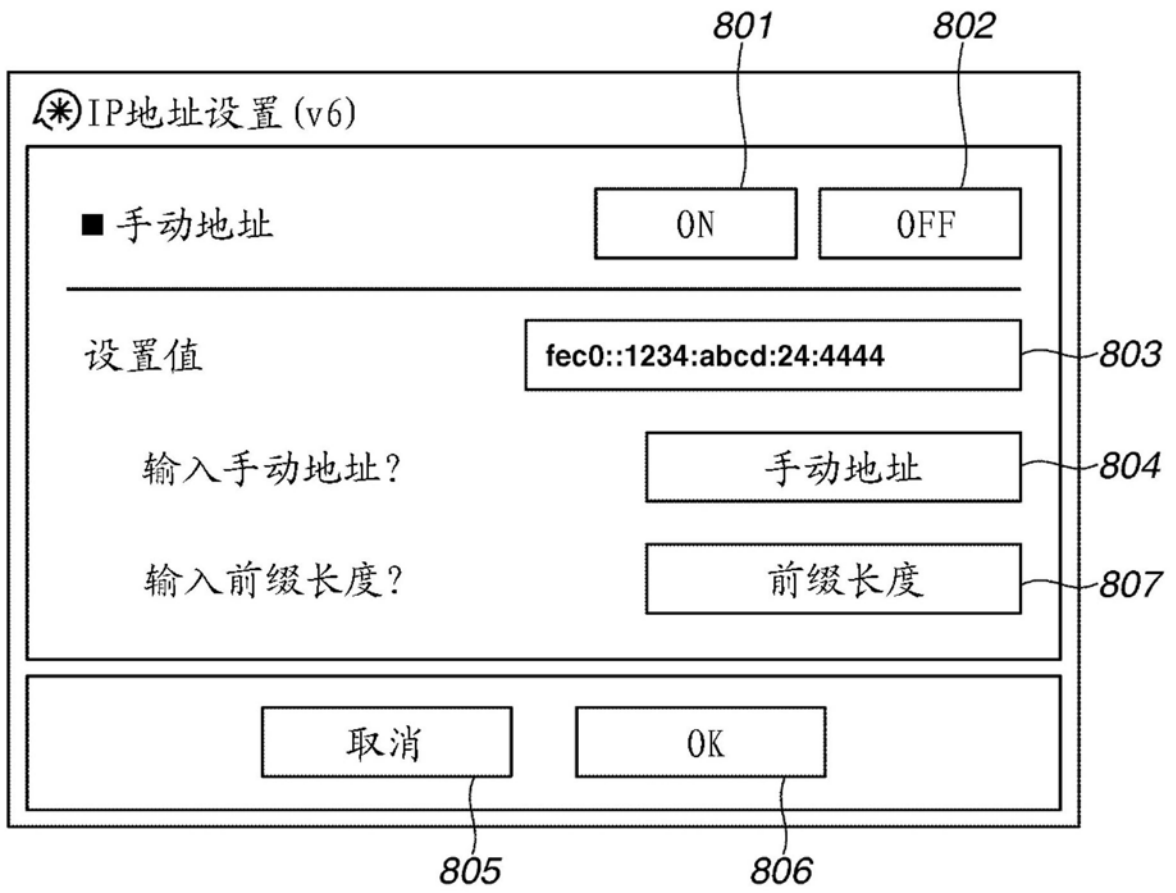 801 802
IP地址设置(v6)
■ 手动地址 ON OFF
设置值 fec0::1234:abcd:24:4444 803
输入手动地址? 手动地址 804
输入前缀长度? 前缀长度 807
取消 OK
805 806